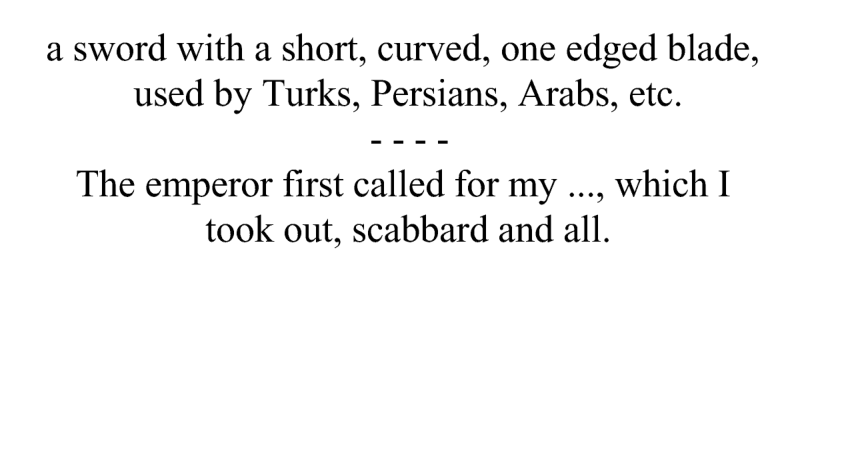 a sword with a short, curved, one edged blade,
used by Turks, Persians, Arabs, etc.
- - - -
The emperor first called for my ..., which I
took out, scabbard and all.